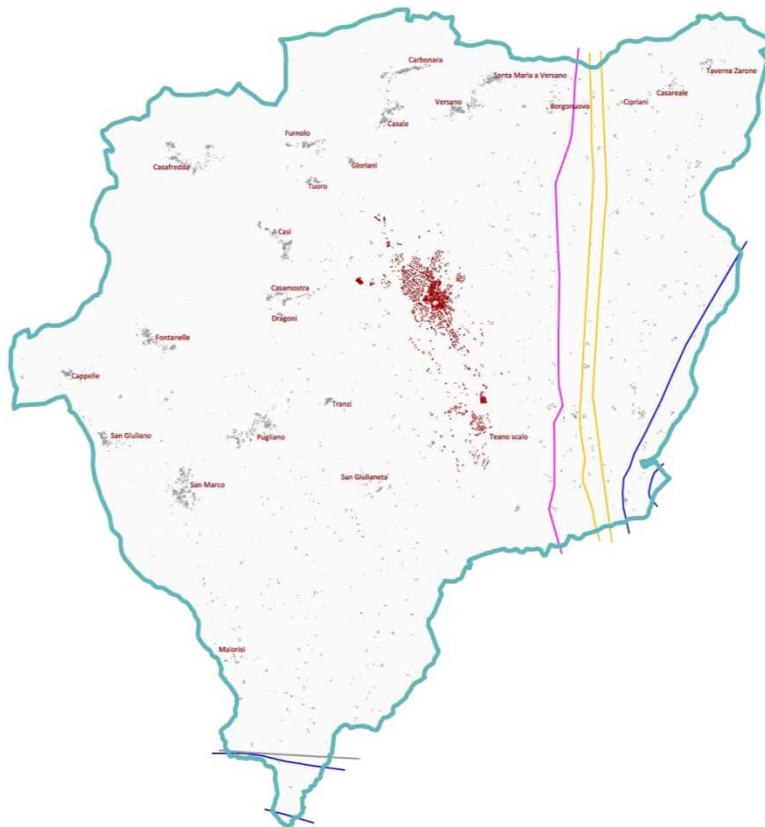 Carbonara
Taverna Zarone
Santa Maria a Versano
Casareale
Versano
Borgonuovo
Cipriani
Casale
Furnolo
Gloriani
Casafredda
Tuoro
Casi
Casamostra
Dragoni
Fontanelle
Cappelle
Tranzi
San Giuliano
Pugliano
Teano scalo
San Marco
San Giulianeta
Maiorisi